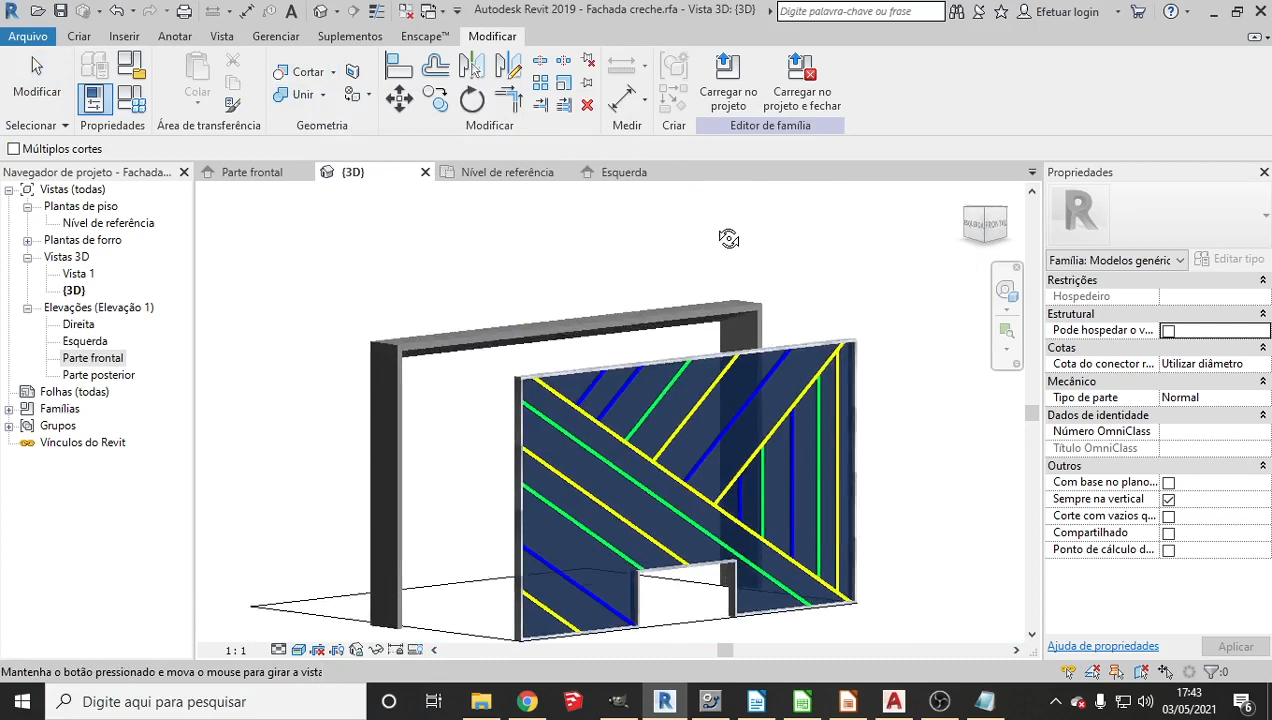 Autodesk Revit 2019 - Fachada creche.rfa - Vista 3D: {3D}
Digite palavra-chave ou frase
Efetuar login
Arquivo Criar Inserir Anotar Vista Gerenciar Suplementos Enscape™ Modificar
Modificar
Colar
Cortar
Unir
Carregar no projeto
Carregar no projeto e fechar
Selecionar Propriedades Área de transferência Geometria Modificar Medir Criar Editor de família
Múltiplos cortes
Navegador de projeto - Fachada...
Parte frontal {3D} Nível de referência Esquerda
Propriedades
Vistas (todas)
Plantas de piso
Nível de referência
Plantas de forro
Vistas 3D
Vista 1
{3D}
Elevações (Elevação 1)
Direita
Esquerda
Parte frontal
Parte posterior
Folhas (todas)
Famílias
Grupos
Vínculos do Revit
ESQUERDA FRONTAL
R
Família: Modelos genéric
Editar tipo
Restrições
Hospedeiro
Estrutural
Pode hospedar o v...
Cotas
Cota do conector r... Utilizar diâmetro
Mecânico
Tipo de parte Normal
Dados de identidade
Número OmniClass
Título OmniClass
Outros
Com base no plano...
Sempre na vertical
Corte com vazios q...
Compartilhado
Ponto de cálculo d...
Ajuda de propriedades
Aplicar
1 : 1
Mantenha o botão pressionado e mova o mouse para girar a vista
:0
Digite aqui para pesquisar
17:43
03/05/2021
6